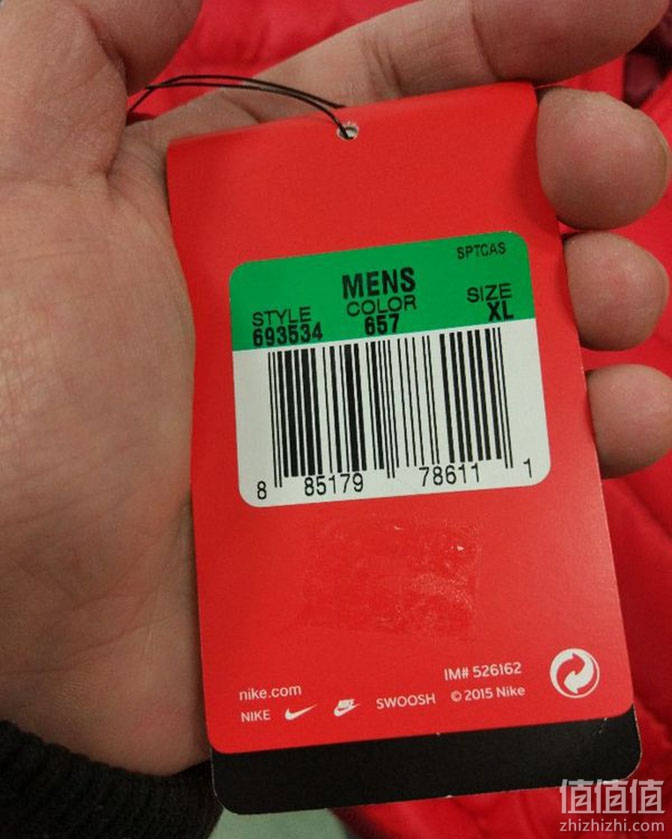 SPTCAS
MENS
STYLE COLOR SIZE
693534 657 XL
8 85179 78611 1
IM# 526162
nike.com
NIKE SWOOSH © 2015 Nike
值值值
zhizhizhi.com